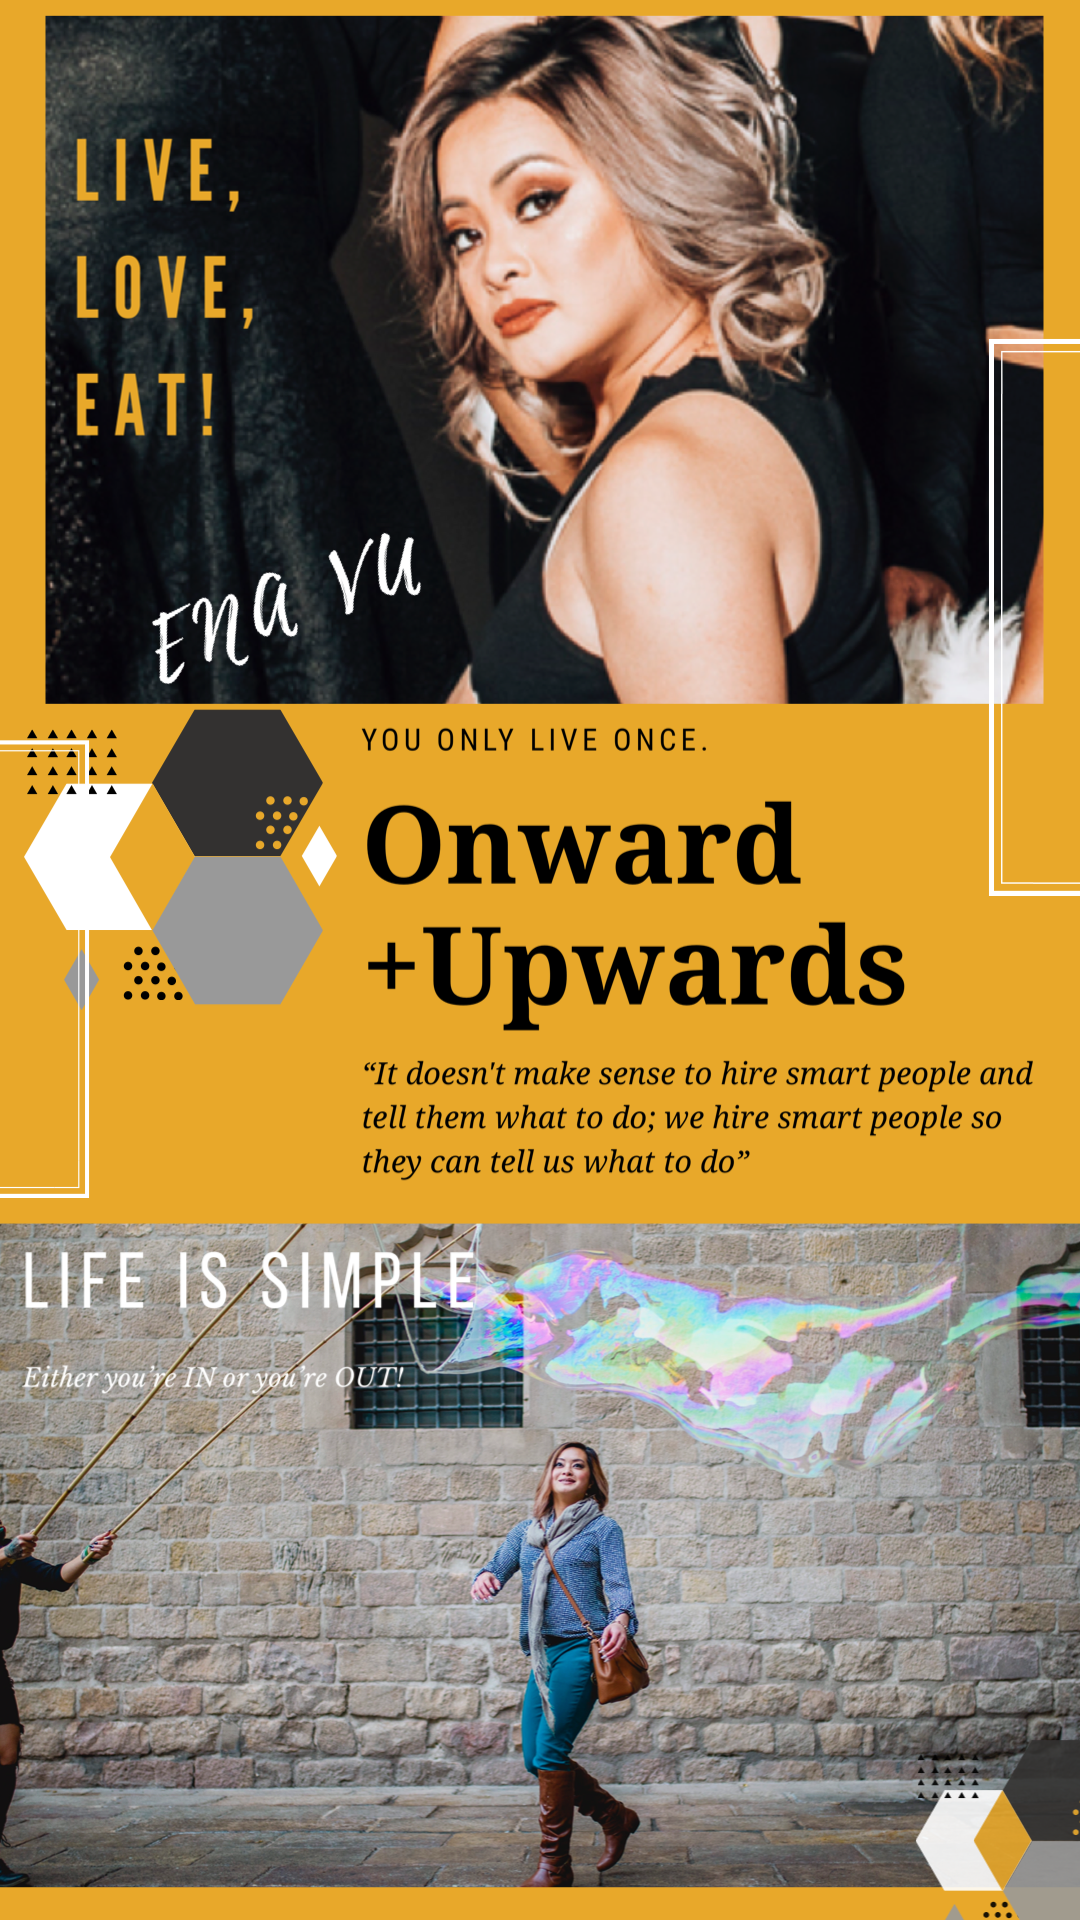 LIVE,
LOVE,
EAT!
ENA VU
YOU ONLY LIVE ONCE.
Onward
+Upwards
“It doesn't make sense to hire smart people and
tell them what to do; we hire smart people so
they can tell us what to do”
LIFE IS SIMPLE
Either you’re IN or you’re OUT!